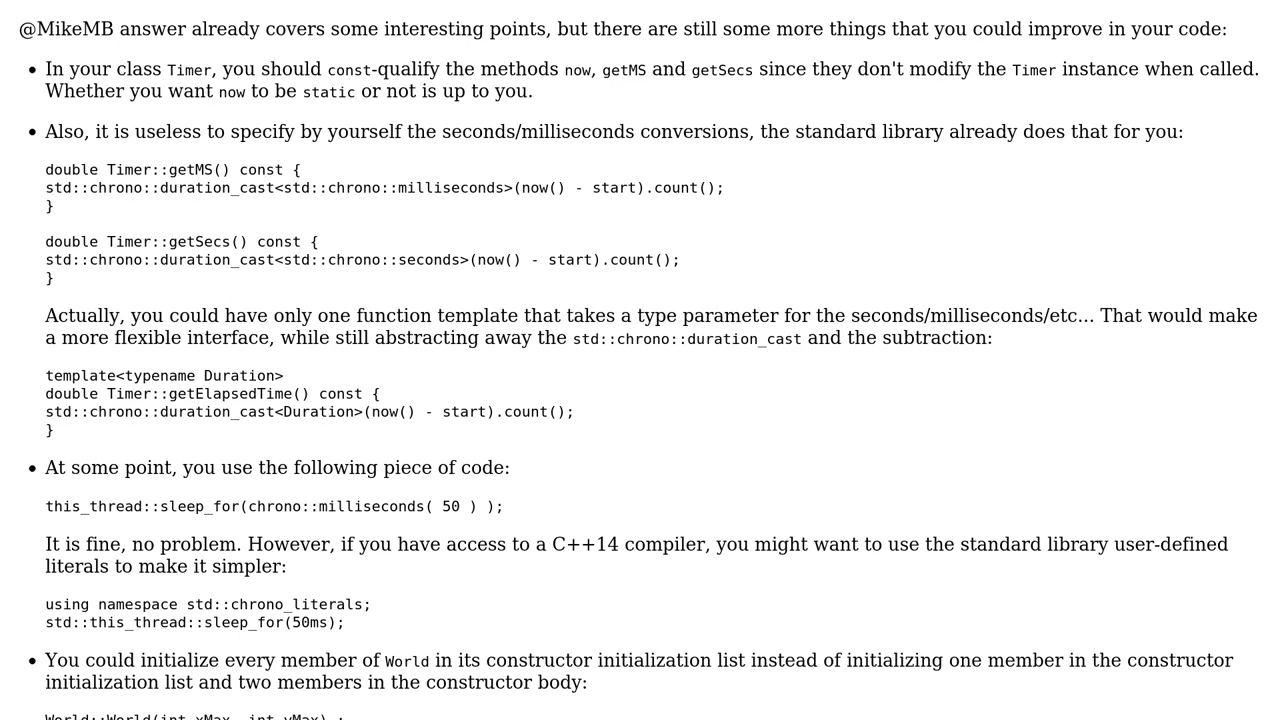 @MikeMB answer already covers some interesting points, but there are still some more things that you could improve in your code:
• In your class Timer, you should const-qualify the methods now, getMS and getSecs since they don't modify the Timer instance when called.
Whether you want now to be static or not is up to you.
• Also, it is useless to specify by yourself the seconds/milliseconds conversions, the standard library already does that for you:
double Timer::getMS() const {
std::chrono::duration_cast<std::chrono::milliseconds>(now() - start).count();
}
double Timer::getSecs() const {
std::chrono::duration_cast<std::chrono::seconds>(now() - start).count();
}
Actually, you could have only one function template that takes a type parameter for the seconds/milliseconds/etc... That would make
a more flexible interface, while still abstracting away the std::chrono::duration_cast and the subtraction:
template<typename Duration>
double Timer::getElapsedTime() const {
std::chrono::duration_cast<Duration>(now() - start).count();
}
• At some point, you use the following piece of code:
this_thread::sleep_for(chrono::milliseconds( 50 ) );
It is fine, no problem. However, if you have access to a C++14 compiler, you might want to use the standard library user-defined
literals to make it simpler:
using namespace std::chrono_literals;
std::this_thread::sleep_for(50ms);
• You could initialize every member of World in its constructor initialization list instead of initializing one member in the constructor
initialization list and two members in the constructor body:
World::World(int xMax, int yMax) :